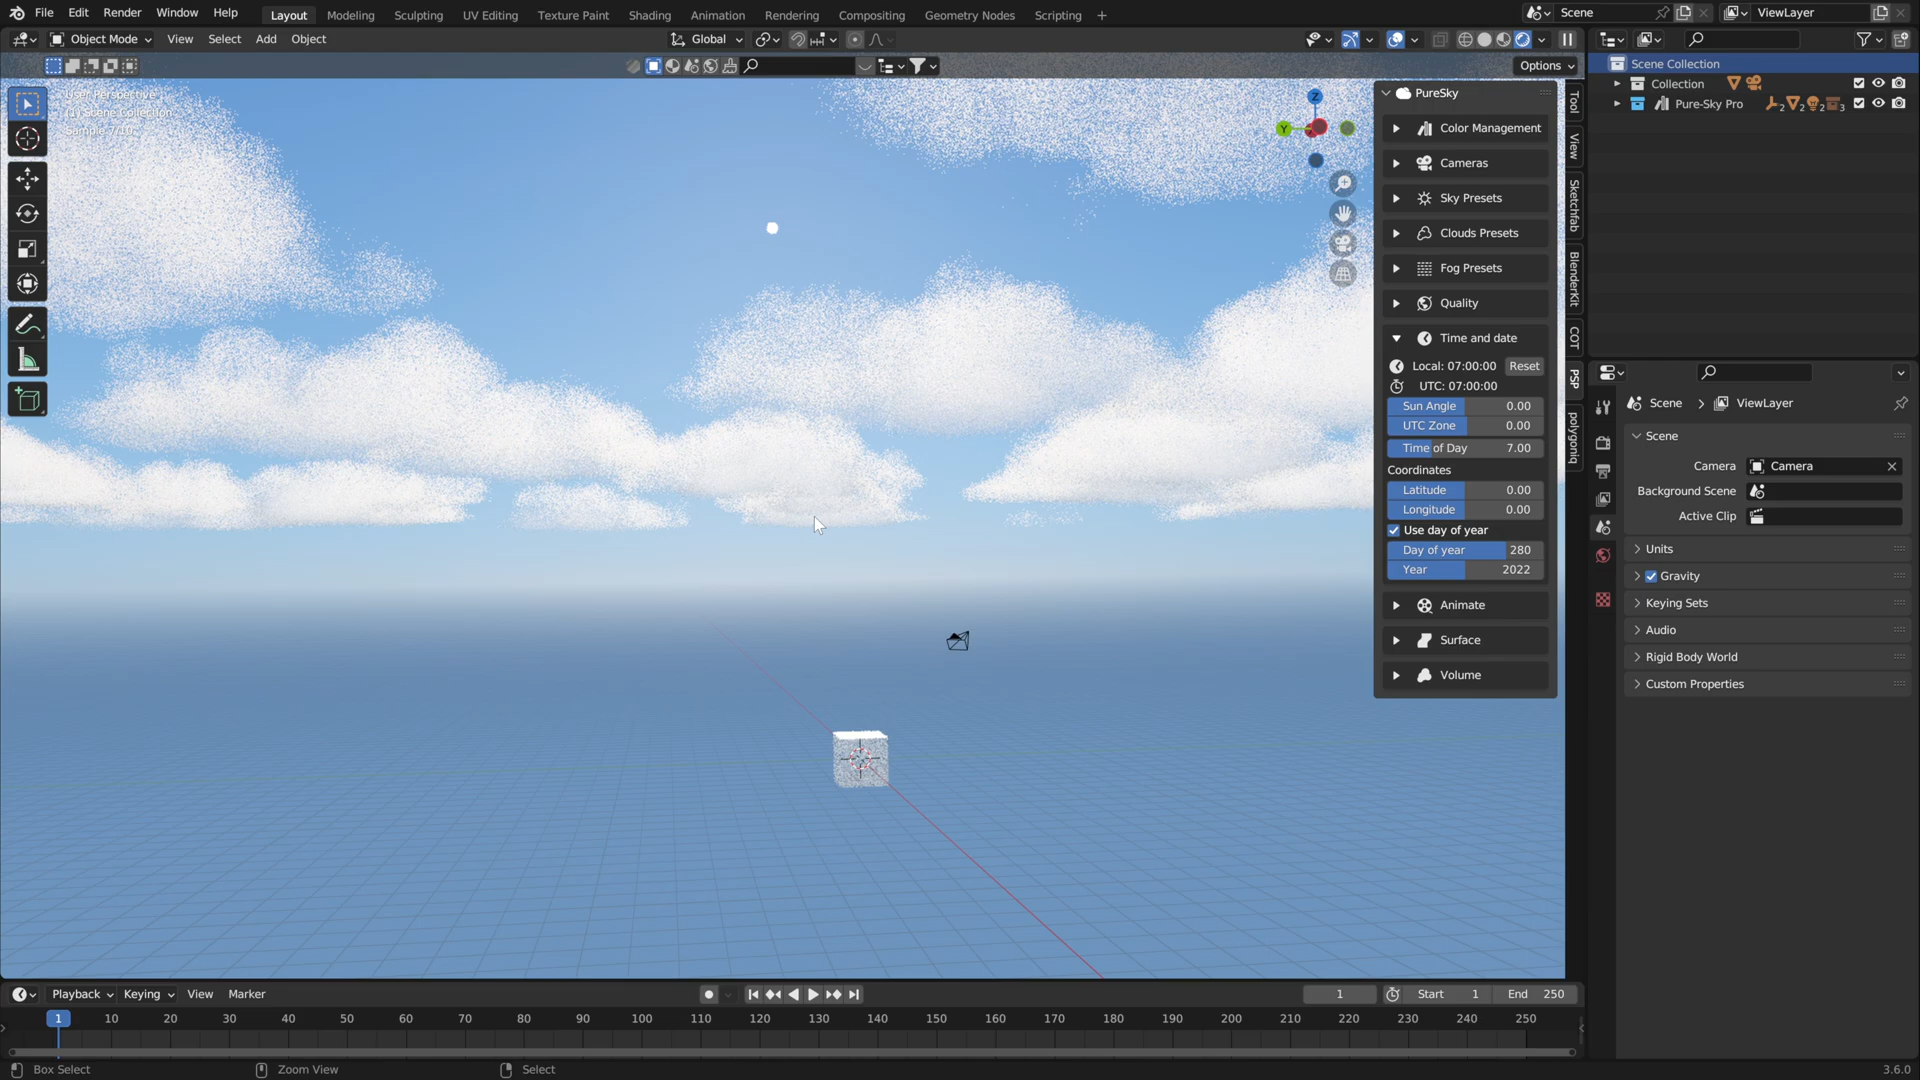 File Edit Render Window Help Layout Modeling Sculpting UV Editing Texture Paint Shading Animation Rendering Compositing Geometry Nodes Scripting Scene ViewLayer
Object Mode View Select Add Object Global
Options
User Perspective
(1) Scene Collection
Sample 7/10
Z
Y
PureSky
Color Management
Cameras
Sky Presets
Clouds Presets
Fog Presets
Quality
Time and date
Local: 07:00:00 Reset
UTC: 07:00:00
Sun Angle 0.00
UTC Zone 0.00
Time of Day 7.00
Coordinates
Latitude 0.00
Longitude 0.00
Use day of year
Day of year 280
Year 2022
Animate
Surface
Volume
Tool
View
Sketchfab
BlenderKit
COT
PSP
polygoniq
Scene Collection
Collection
Pure-Sky Pro 2 2 2 3
Scene ViewLayer
Scene
Camera Camera
Background Scene
Active Clip
Units
Gravity
Keying Sets
Audio
Rigid Body World
Custom Properties
Playback Keying View Marker 1 Start 1 End 250
1 10 20 30 40 50 60 70 80 90 100 110 120 130 140 150 160 170 180 190 200 210 220 230 240 250
Box Select Zoom View Select 3.6.0